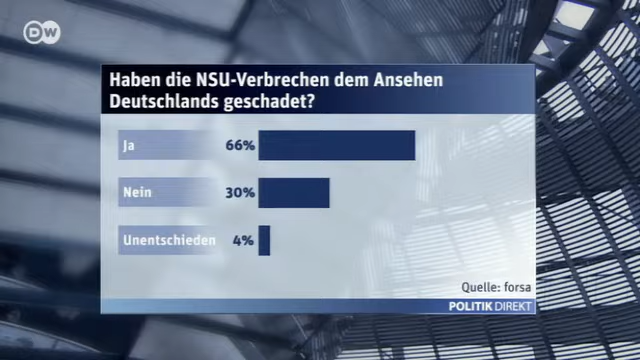 DW
Haben die NSU-Verbrechen dem Ansehen
Deutschlands geschadet?
Ja 66%
Nein 30%
Unentschieden 4%
Quelle: forsa
POLITIK DIREKT